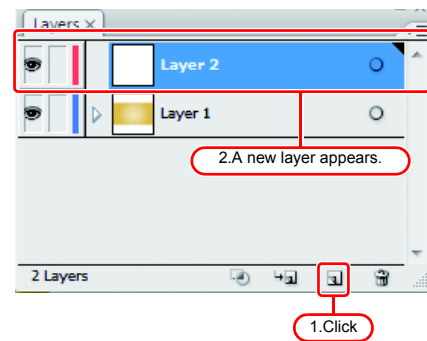 Layers ×
Layer 2
Layer 1
2.A new layer appears.
2 Layers
1.Click